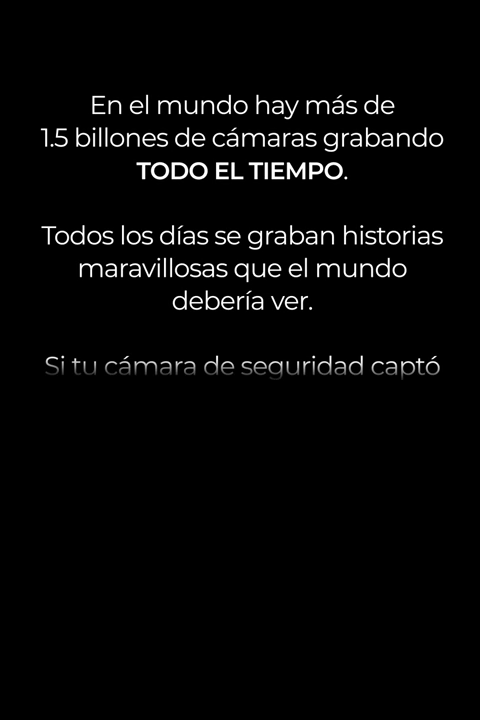 En el mundo hay más de
1.5 billones de cámaras grabando
TODO EL TIEMPO.
Todos los días se graban historias
maravillosas que el mundo
debería ver.
Si tu cámara de seguridad captó